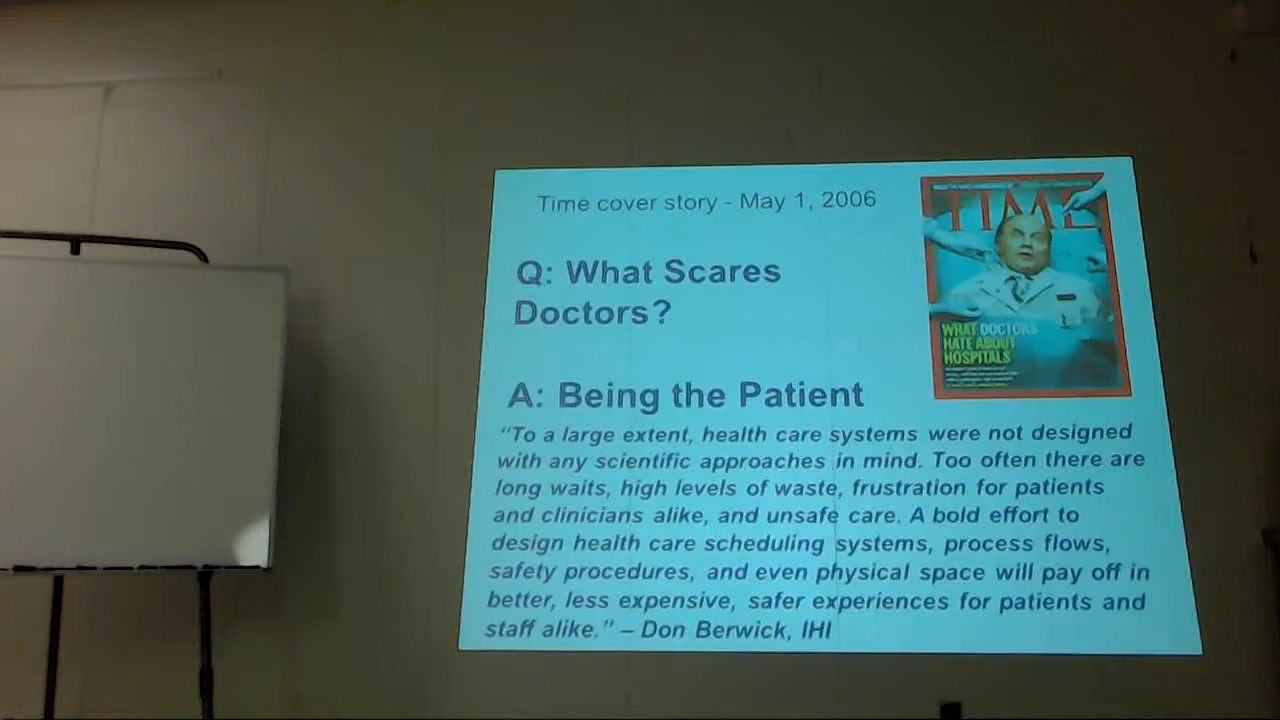 Time cover story - May 1, 2006
TIME
Q: What Scares
Doctors?
WHAT DOCTORS
HATE ABOUT
HOSPITALS
A: Being the Patient
“To a large extent, health care systems were not designed
with any scientific approaches in mind. Too often there are
long waits, high levels of waste, frustration for patients
and clinicians alike, and unsafe care. A bold effort to
design health care scheduling systems, process flows,
safety procedures, and even physical space will pay off in
better, less expensive, safer experiences for patients and
staff alike.” – Don Berwick, IHI